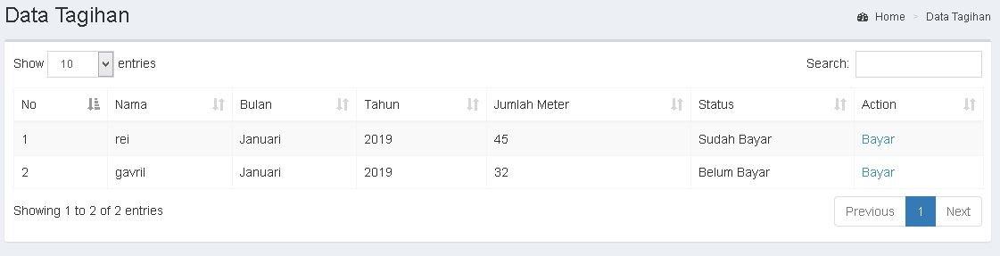 Data Tagihan
Home > Data Tagihan
Show 10 entries
Search:
No Nama Bulan Tahun Jumlah Meter Status Action
1 rei Januari 2019 45 Sudah Bayar Bayar
2 gavril Januari 2019 32 Belum Bayar Bayar
Showing 1 to 2 of 2 entries
Previous 1 Next